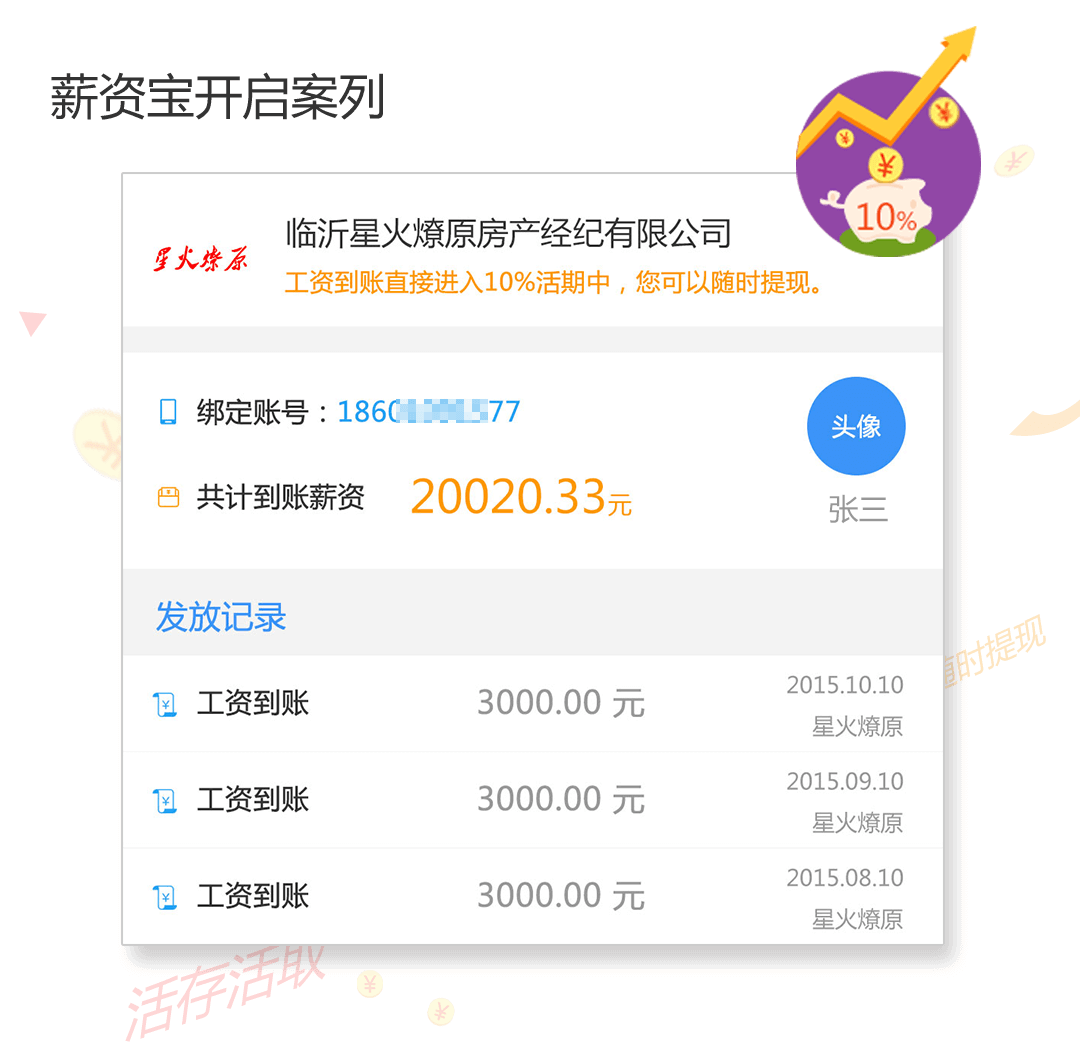 薪资宝开启案列
10%
星火燎原
临沂星火燎原房产经纪有限公司
工资到账直接进入10%活期中，您可以随时提现。
绑定账号：1860 77
头像
共计到账薪资 20020.33元
张三
发放记录
工资到账 3000.00 元 2015.10.10
星火燎原
工资到账 3000.00 元 2015.09.10
星火燎原
工资到账 3000.00 元 2015.08.10
星火燎原
随时提现
活存活取